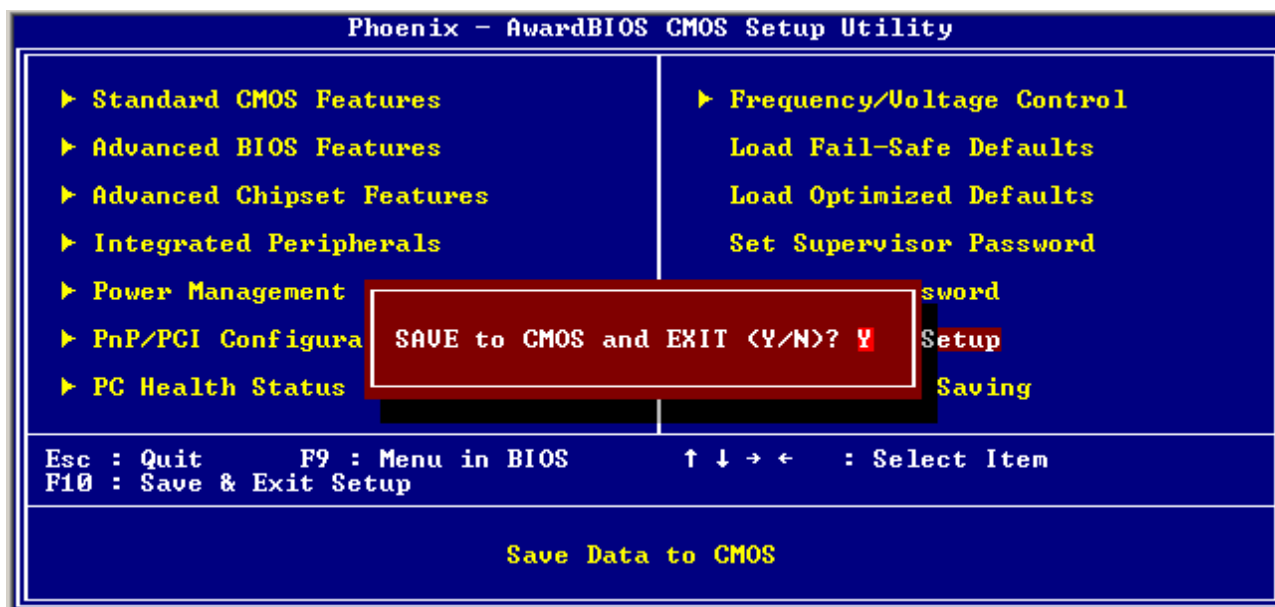 Phoenix - AwardBIOS CMOS Setup Utility
Standard CMOS Features
Advanced BIOS Features
Advanced Chipset Features
Integrated Peripherals
Power Management
PnP/PCI Configura
PC Health Status
Frequency/Voltage Control
Load Fail-Safe Defaults
Load Optimized Defaults
Set Supervisor Password
sword
Setup
Saving
SAVE to CMOS and EXIT (Y/N)? Y
Esc : Quit F9 : Menu in BIOS ↑ ↓ → ← : Select Item
F10 : Save & Exit Setup
Save Data to CMOS